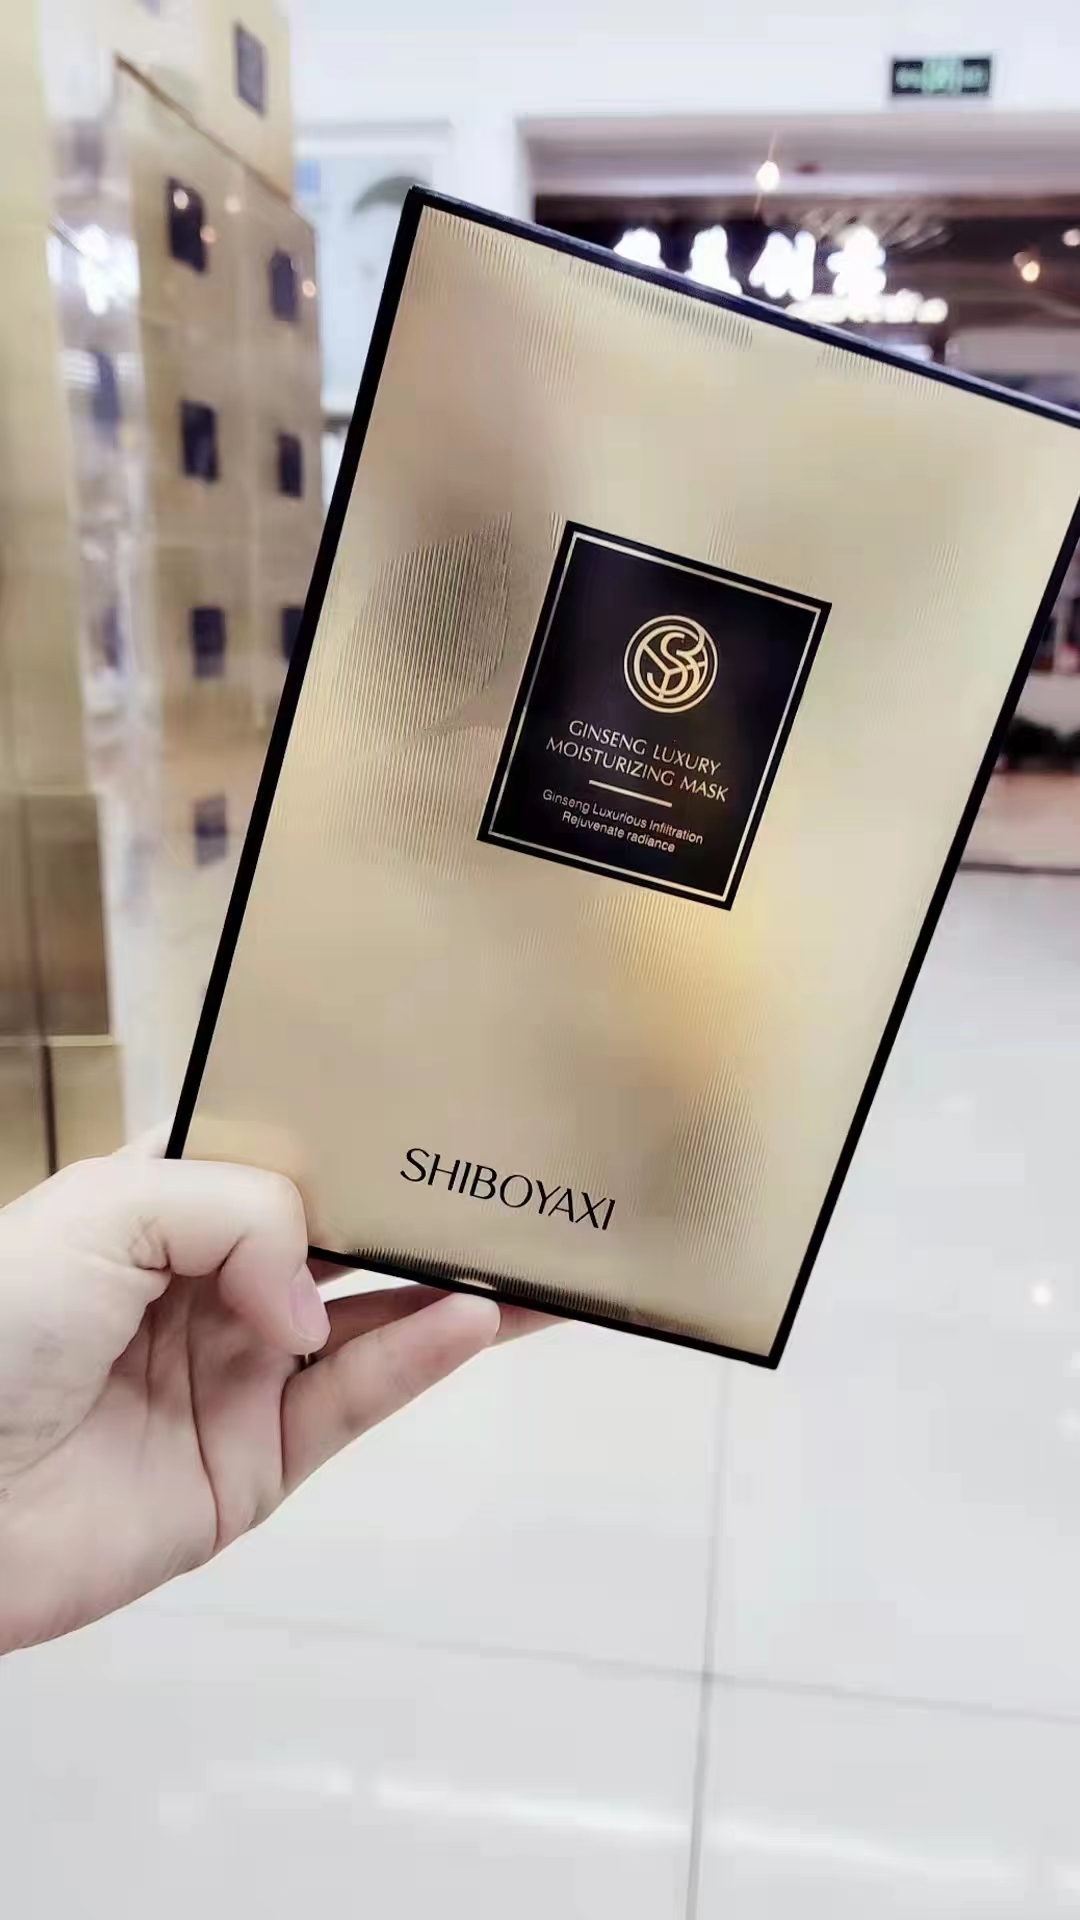 GINSENG LUXURY
MOISTURIZING MASK
Ginseng Luxurious Infiltration
Rejuvenate radiance
SHIBOYAXI